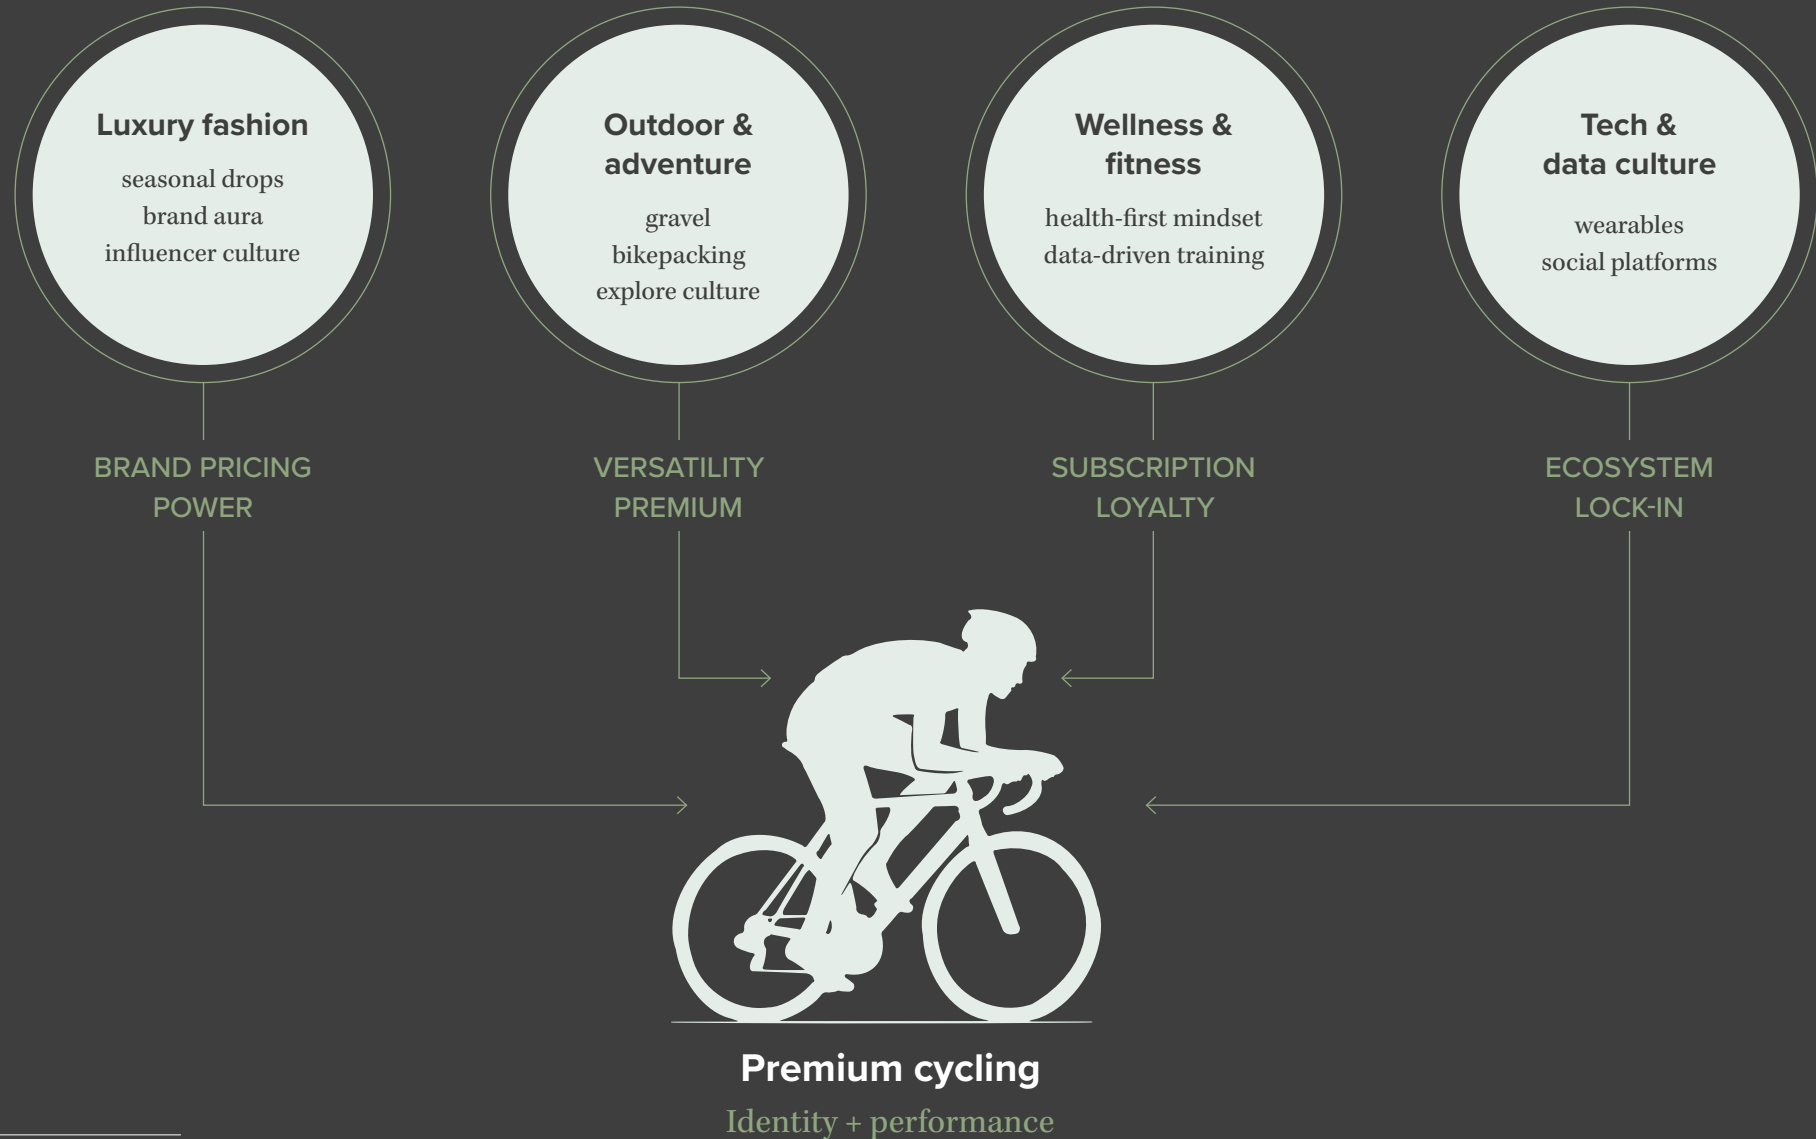 Luxury fashion
seasonal drops
brand aura
influencer culture
Outdoor &
adventure
gravel
bikepacking
explore culture
Wellness &
fitness
health-first mindset
data-driven training
Tech &
data culture
wearables
social platforms
BRAND PRICING
POWER
VERSATILITY
PREMIUM
SUBSCRIPTION
LOYALTY
ECOSYSTEM
LOCK-IN
Premium cycling
Identity + performance